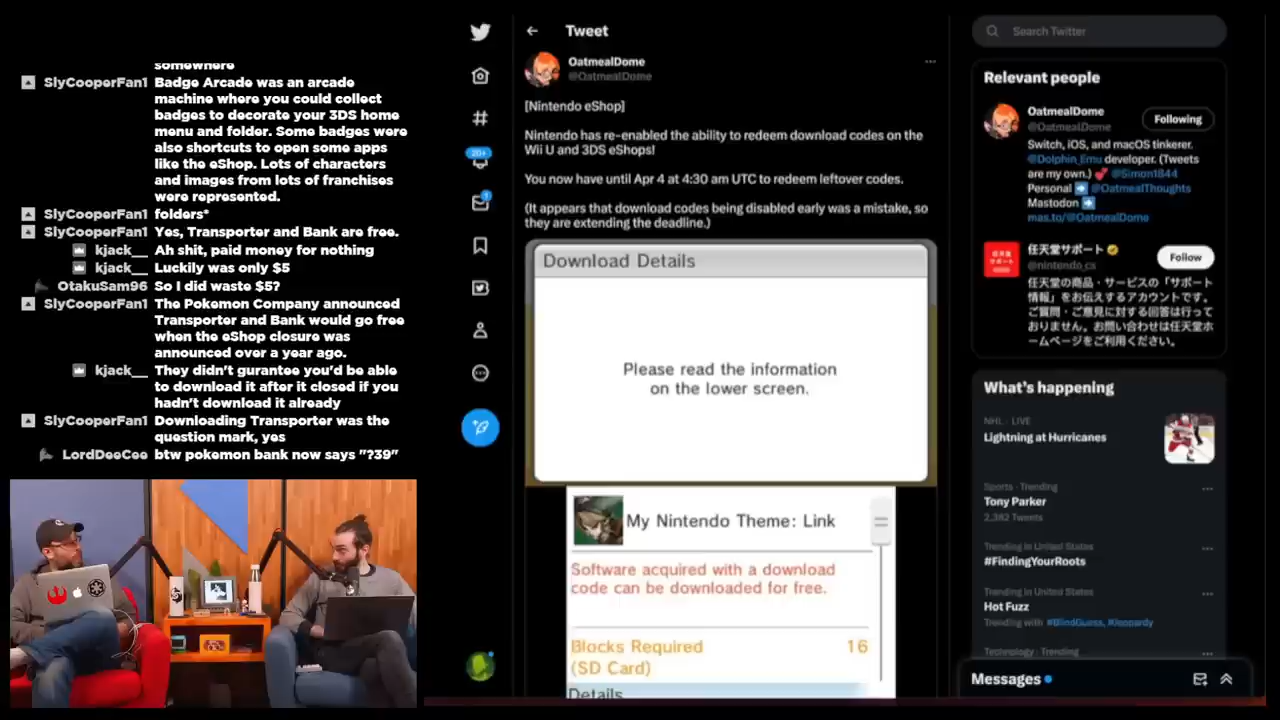 somewhere
SlyCooperFan1 Badge Arcade was an arcade
machine where you could collect
badges to decorate your 3DS home
menu and folder. Some badges were
also shortcuts to open some apps
like the eShop. Lots of characters
and images from lots of franchises
were represented.
SlyCooperFan1 folders*
SlyCooperFan1 Yes, Transporter and Bank are free.
kjack__ Ah shit, paid money for nothing
kjack__ Luckily was only $5
OtakuSam96 So I did waste $5?
SlyCooperFan1 The Pokemon Company announced
Transporter and Bank would go free
when the eShop closure was
announced over a year ago.
kjack__ They didn't gurantee you'd be able
to download it after it closed if you
hadn't download it already
SlyCooperFan1 Downloading Transporter was the
question mark, yes
LordDeeCee btw pokemon bank now says "?39"
20+
Tweet
OatmealDome
@OatmealDome
[Nintendo eShop]
Nintendo has re-enabled the ability to redeem download codes on the
Wii U and 3DS eShops!
You now have until Apr 4 at 4:30 am UTC to redeem leftover codes.
(It appears that download codes being disabled early was a mistake, so
they are extending the deadline.)
Download Details
Please read the information
on the lower screen.
My Nintendo Theme: Link
Software acquired with a download
code can be downloaded for free.
Blocks Required 16
(SD Card)
Details
Search Twitter
Relevant people
OatmealDome
@OatmealDome
Following
Switch, iOS, and macOS tinkerer.
@Dolphin_Emu developer. (Tweets
are my own.) 💕 @Simon1844
Personal ➡️ @OatmealThoughts
Mastodon ➡️
mas.to/@OatmealDome
任天堂サポート
@nintendo_cs
Follow
任天堂の商品・サービスの「サポート
情報」をお伝えするアカウントです。
ご質問・ご意見に対する回答は行って
おりません。お問い合わせは任天堂ホ
ームページをご利用ください。
What's happening
NHL · LIVE
Lightning at Hurricanes
Sports · Trending
Tony Parker
2,382 Tweets
Trending in United States
#FindingYourRoots
Trending in United States
Hot Fuzz
Trending with #BlindGuess, #Jeopardy
Technology · Trending
Messages